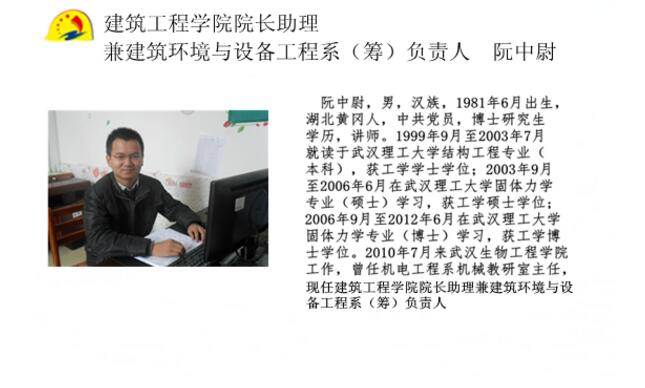 建筑工程学院院长助理
兼建筑环境与设备工程系（筹）负责人　阮中尉
阮中尉，男，汉族，1981年6月出生，
湖北黄冈人，中共党员，博士研究生
学历，讲师。1999年9月至2003年7月
就读于武汉理工大学结构工程专业（
本科），获工学学士学位；2003年9月
至2006年6月在武汉理工大学固体力学
专业（硕士）学习，获工学硕士学位；
2006年9月至2012年6月在武汉理工大学
固体力学专业（博士）学习，获工学博
士学位。2010年7月来武汉生物工程学院
工作，曾任机电工程系机械教研室主任，
现任建筑工程学院院长助理兼建筑环境与设
备工程系（筹）负责人